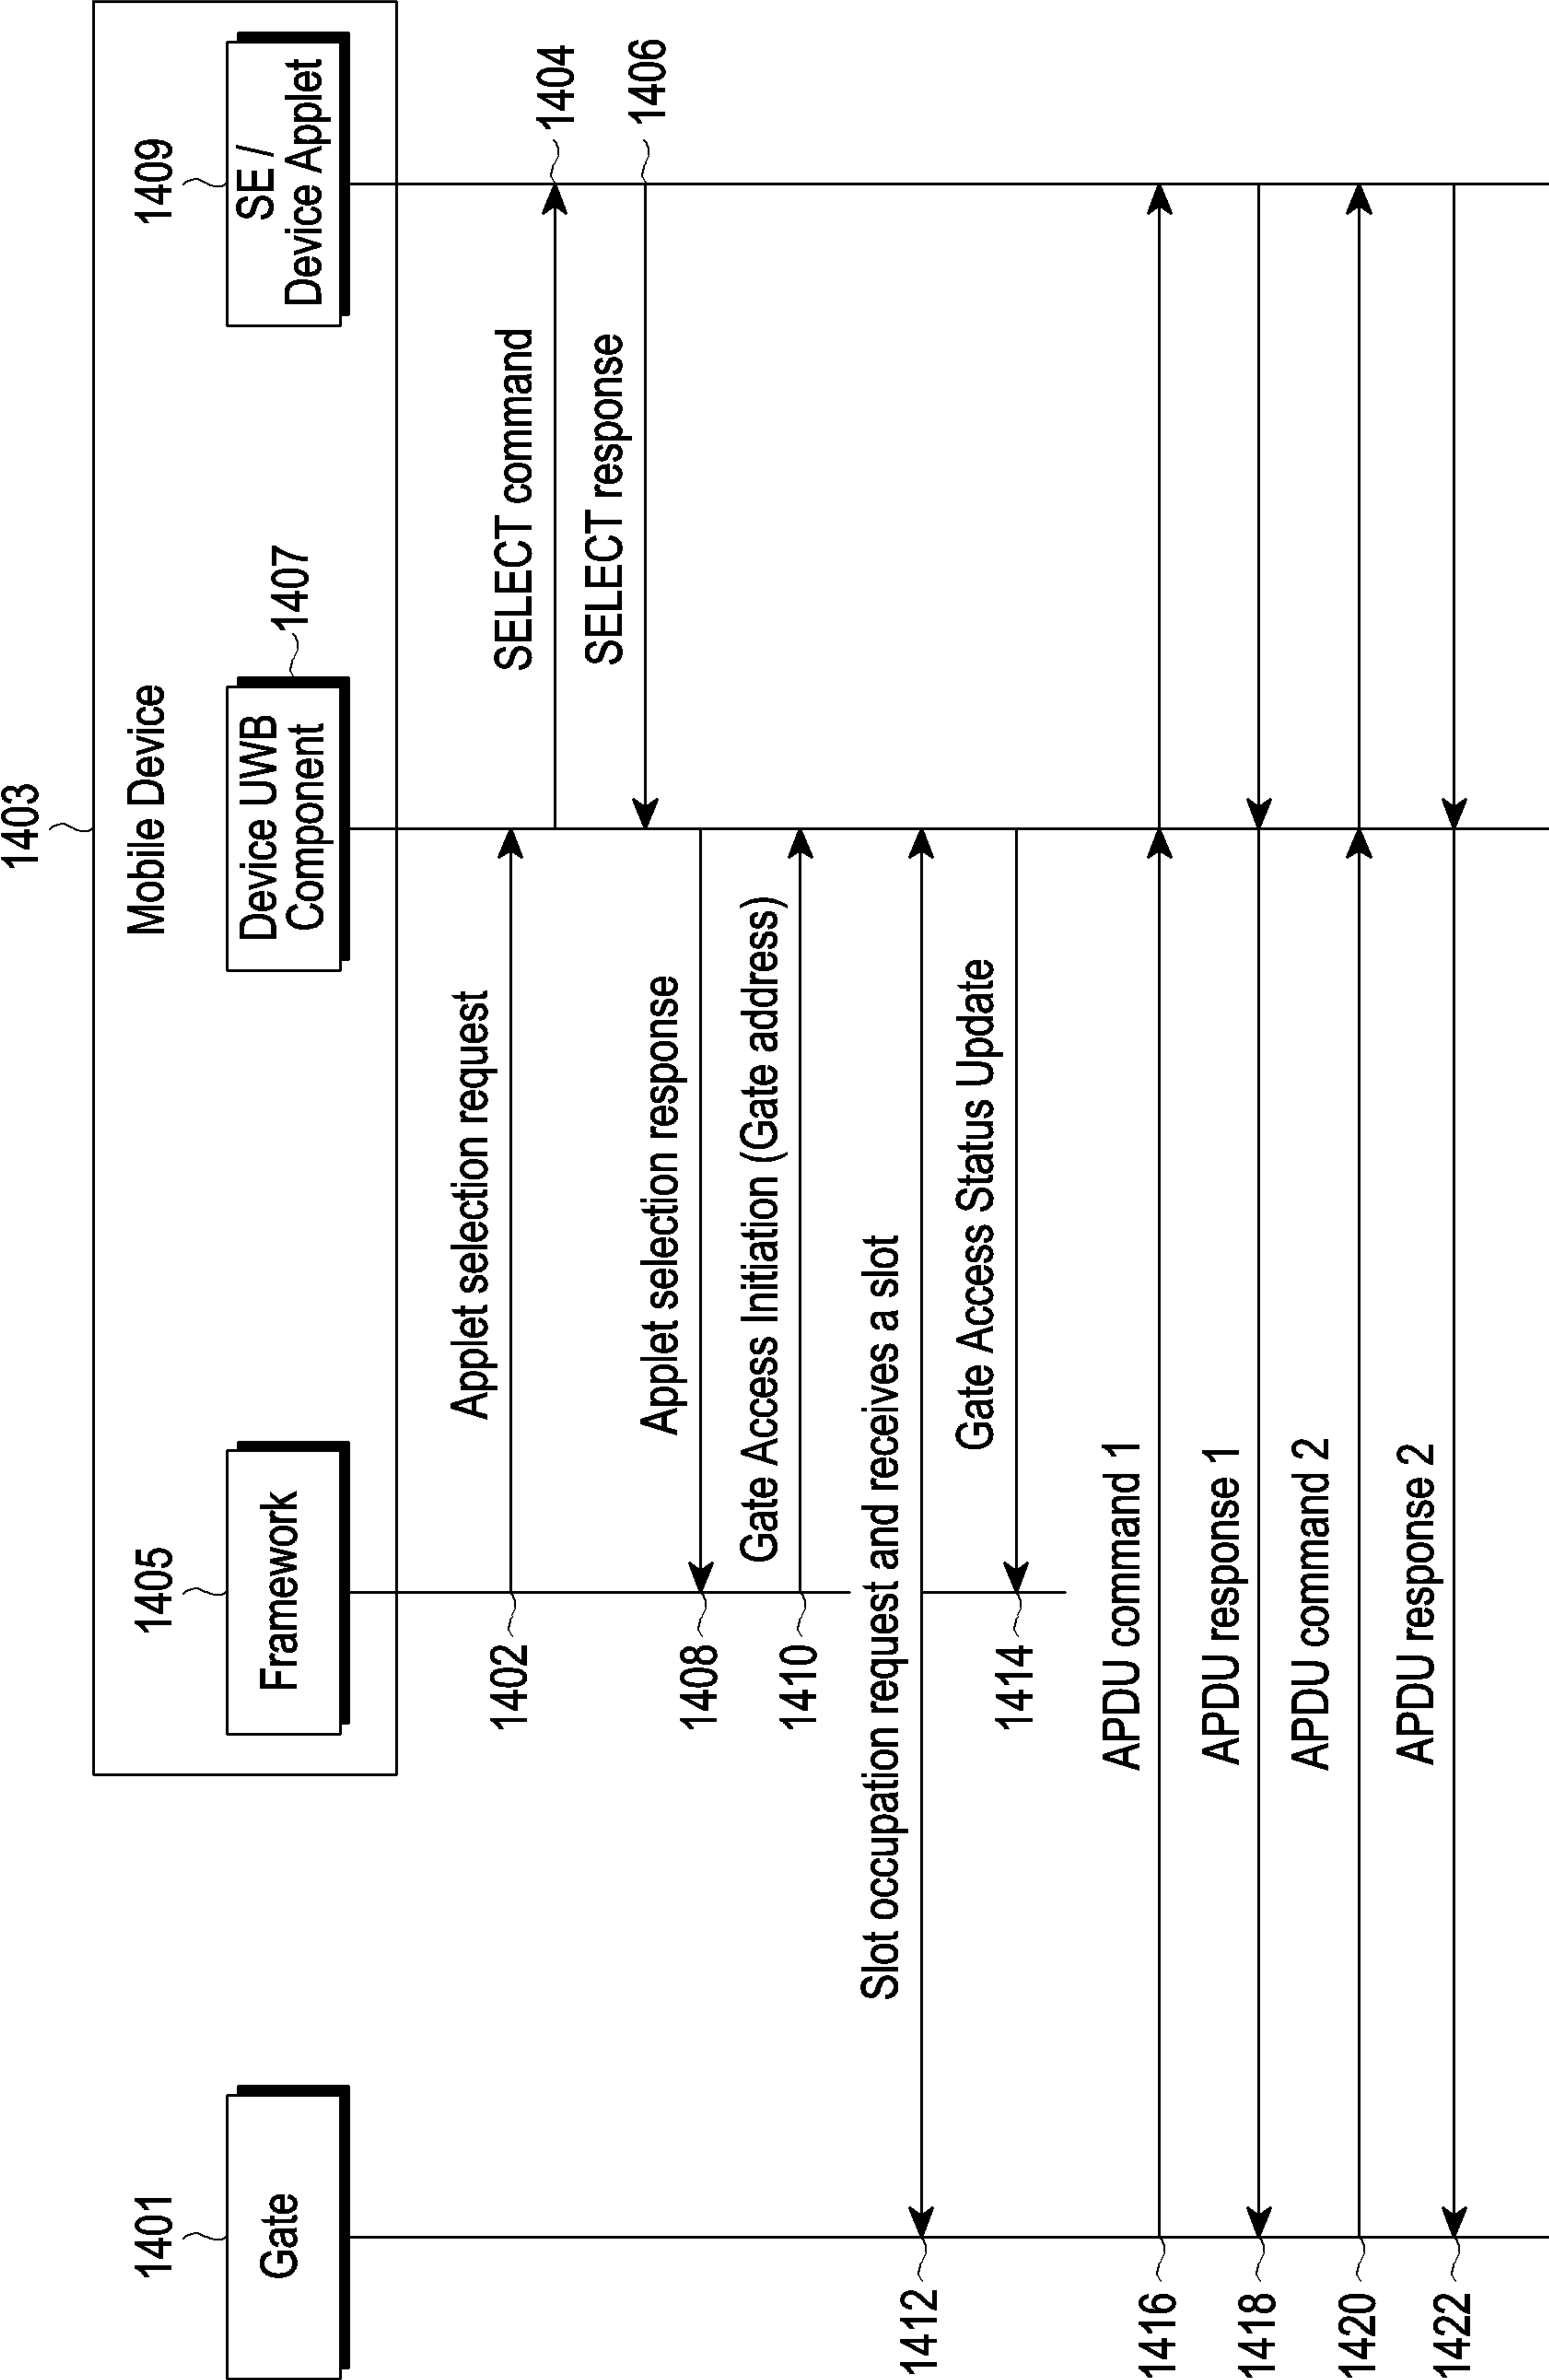 1403
Mobile Device
1401
1405
1407
1409
Gate
Framework
Device UWB
Component
SE /
Device Applet
Applet selection request
1402
SELECT command
1404
SELECT response
1406
Applet selection response
1408
Gate Access Initiation (Gate address)
1410
Slot occupation request and receives a slot
1412
Gate Access Status Update
1414
APDU command 1
1416
APDU response 1
1418
APDU command 2
1420
APDU response 2
1422